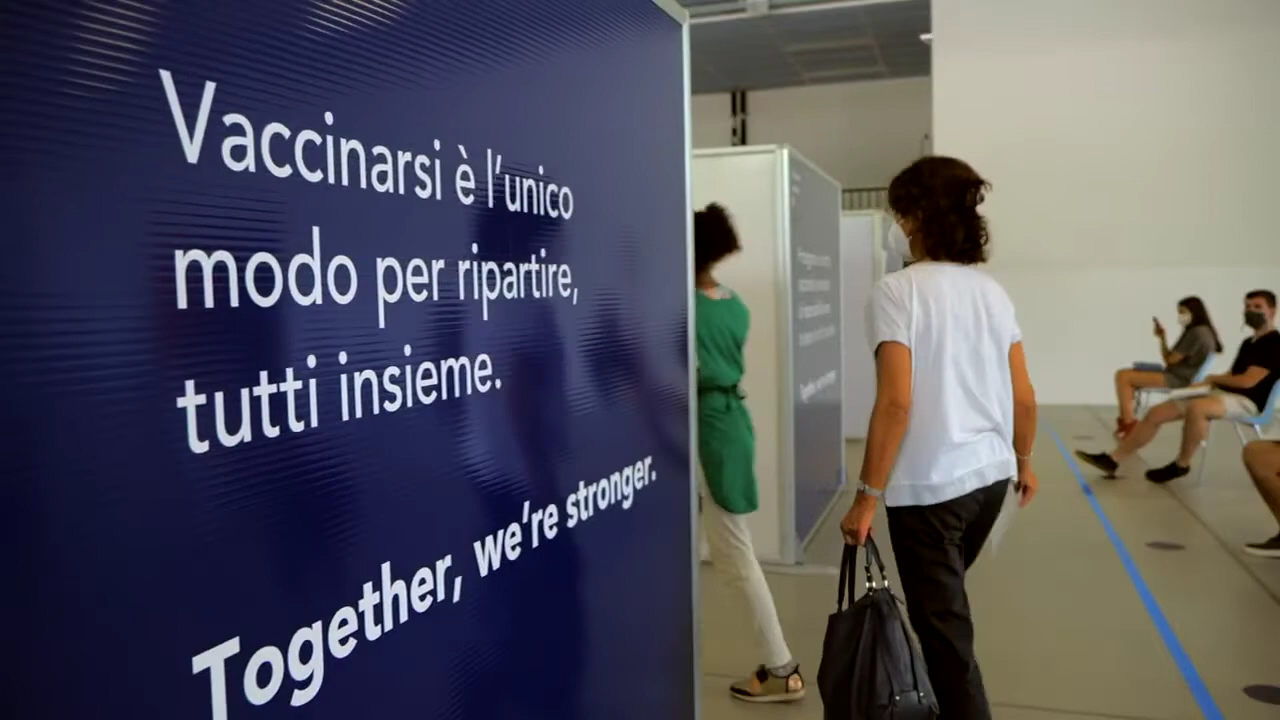 Vaccinarsi è l'unico
modo per ripartire,
tutti insieme.
Together, we're stronger.